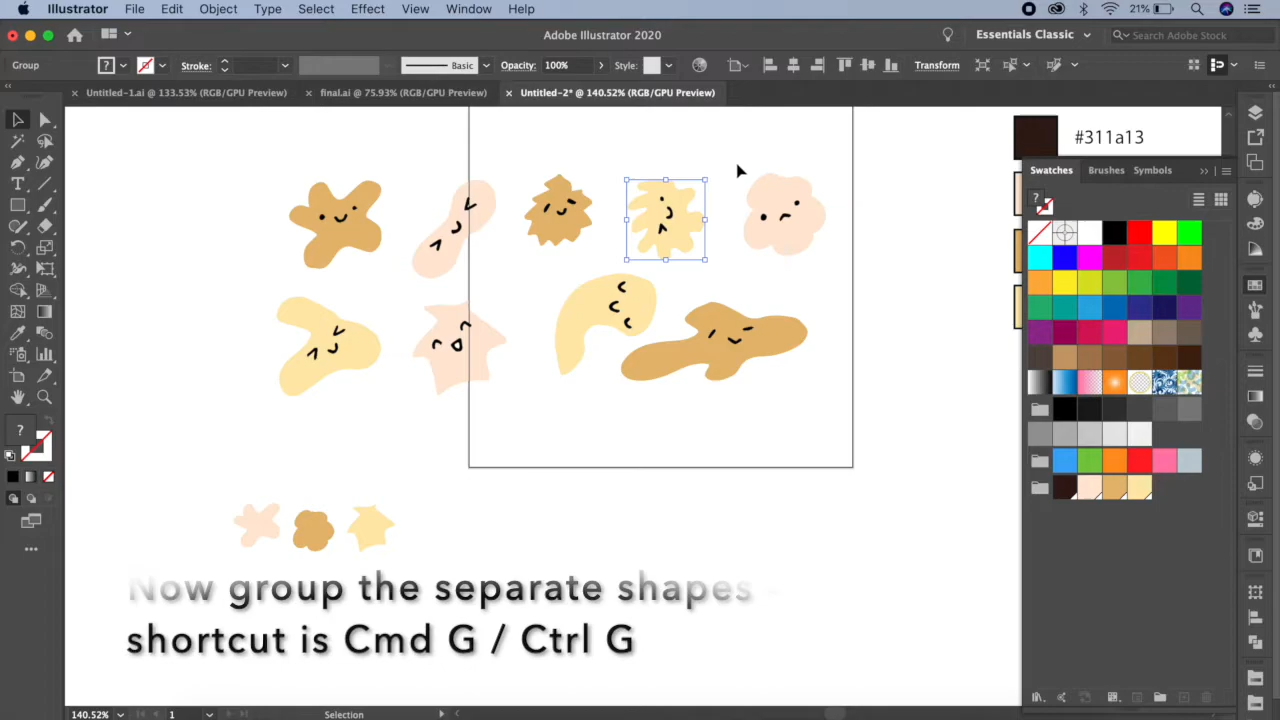 Illustrator File Edit Object Type Select Effect View Window Help 21%
Adobe Illustrator 2020 Essentials Classic Search Adobe Stock
Group ? Stroke: Basic Opacity: 100% Style: Transform
× Untitled-1.ai @ 133.53% (RGB/GPU Preview) × final.ai @ 75.93% (RGB/GPU Preview) × Untitled-2* @ 140.52% (RGB/GPU Preview)
#311a13
Swatches Brushes Symbols
?
?
Now group the separate shapes -
shortcut is Cmd G / Ctrl G
140.52% 1 Selection